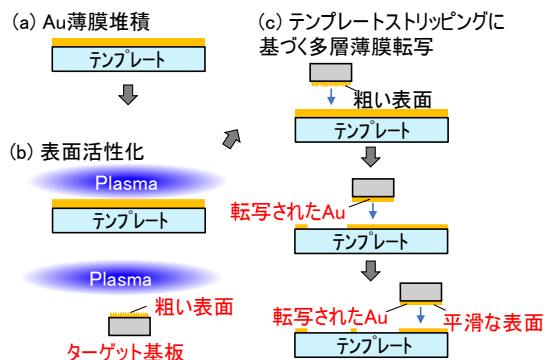 (a) Au薄膜堆積
テンプレート
(b) 表面活性化
Plasma
テンプレート
Plasma
粗い表面
ターゲット基板
(c) テンプレートストリッピングに
基づく多層薄膜転写
粗い表面
テンプレート
転写されたAu
テンプレート
転写されたAu
平滑な表面
テンプレート